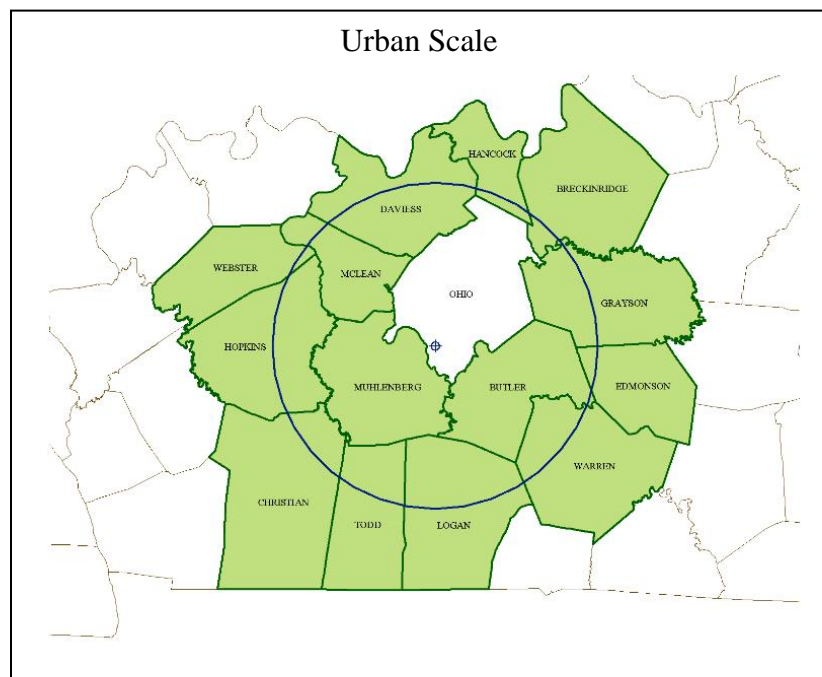 Urban Scale
HANCOCK
BRECKINRIDGE
DAVIESS
WEBSTER
MCLEAN
OHIO
GRAYSON
HOPKINS
MUHLENBERG
BUTLER
EDMONSON
WARREN
CHRISTIAN
TODD
LOGAN